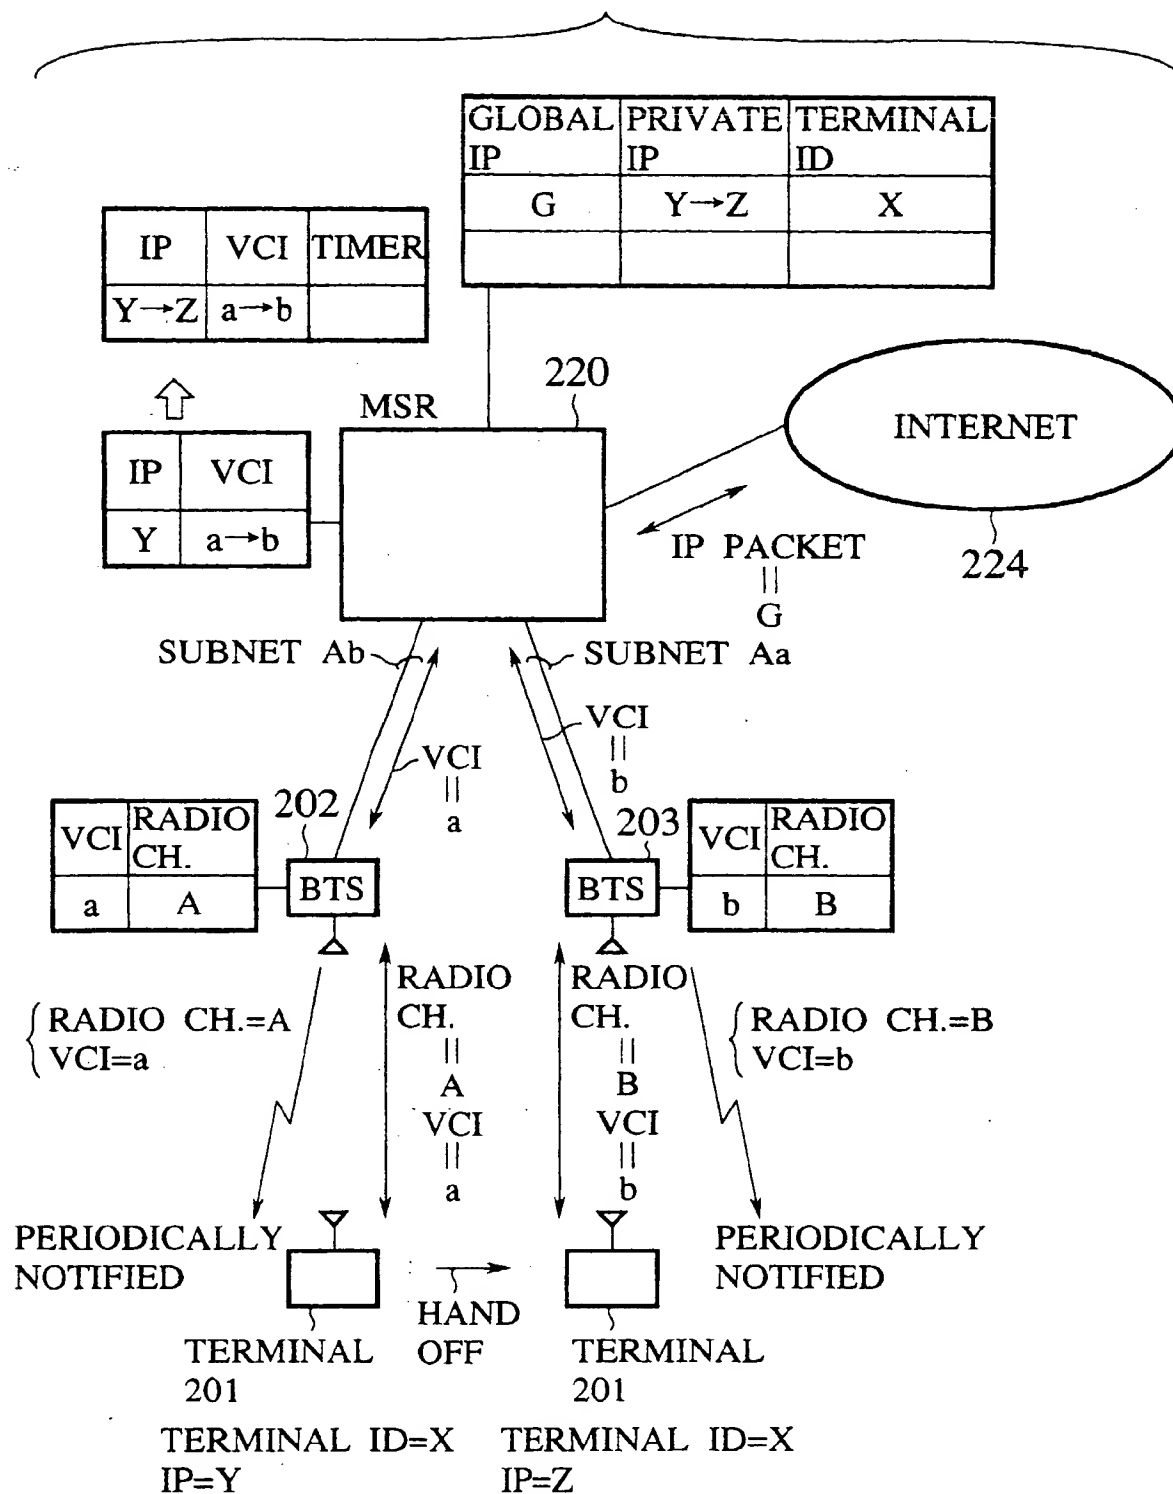 GLOBAL IP
PRIVATE IP
TERMINAL ID
G
Y→Z
X
IP
VCI
TIMER
Y→Z
a→b
220
MSR
INTERNET
224
IP
VCI
Y
a→b
IP PACKET
||
G
SUBNET Ab
SUBNET Aa
VCI
||
b
VCI
||
a
202
203
VCI
RADIO CH.
a
A
BTS
BTS
VCI
RADIO CH.
b
B
RADIO CH.=A
VCI=a
RADIO
CH.
||
A
VCI
||
a
RADIO
CH.
||
B
VCI
||
b
RADIO CH.=B
VCI=b
PERIODICALLY
NOTIFIED
PERIODICALLY
NOTIFIED
HAND
OFF
TERMINAL
201
TERMINAL
201
TERMINAL ID=X
IP=Y
TERMINAL ID=X
IP=Z